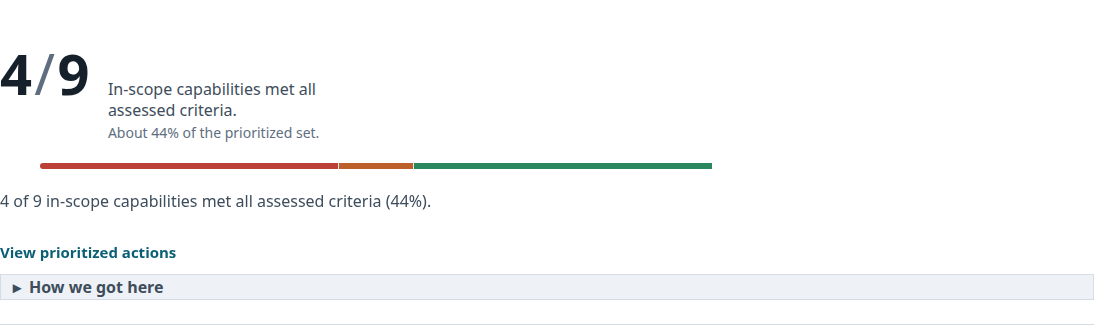 4/9
In-scope capabilities met all
assessed criteria.
About 44% of the prioritized set.
4 of 9 in-scope capabilities met all assessed criteria (44%).
View prioritized actions
► How we got here